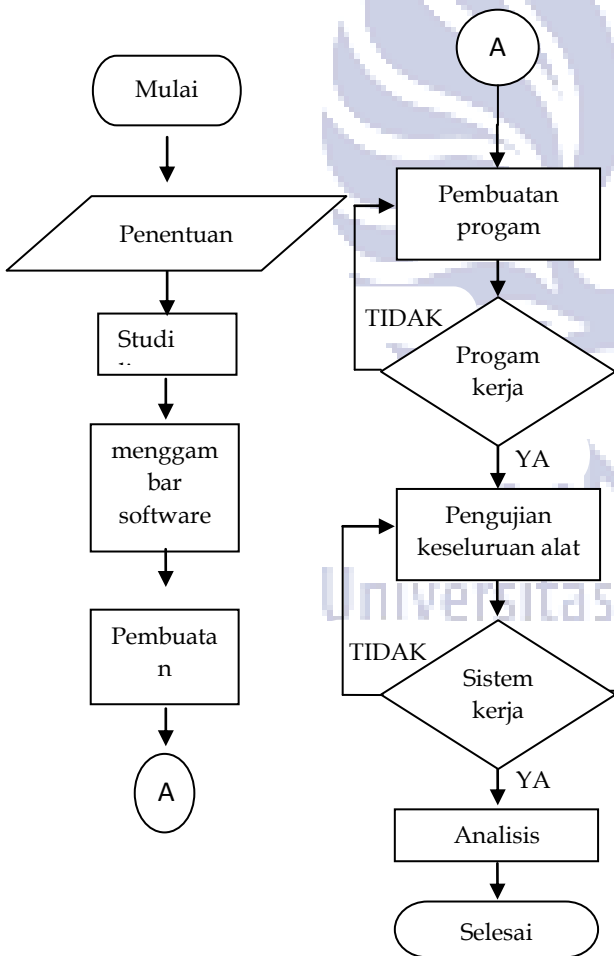 Mulai
Penentuan
Studi
menggam
bar
software
Pembuata
n
A
A
Pembuatan
progam
TIDAK
Progam
kerja
YA
Pengujian
keseluruan alat
TIDAK
Sistem
kerja
YA
Analisis
Selesai
Universitas